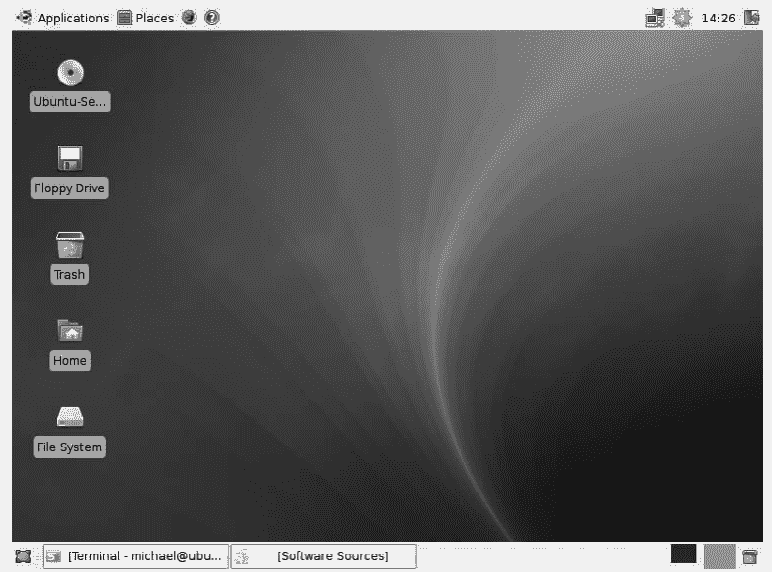 Applications Places 14:26
Ubuntu-Se...
Floppy Drive
Trash
Home
File System
[Terminal - michael@ubu... [Software Sources]